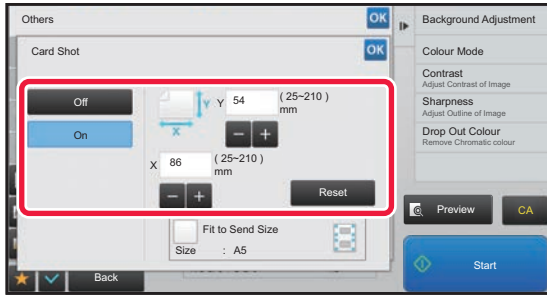 Others
OK
Card Shot
OK
Off
On
Y
Y 54 (25~210)
mm
X
X 86 (25~210)
mm
Reset
Fit to Send Size
Size : A5
Back
Background Adjustment
Colour Mode
Contrast
Adjust Contrast of Image
Sharpness
Adjust Outline of Image
Drop Out Colour
Remove Chromatic colour
Preview
CA
Start